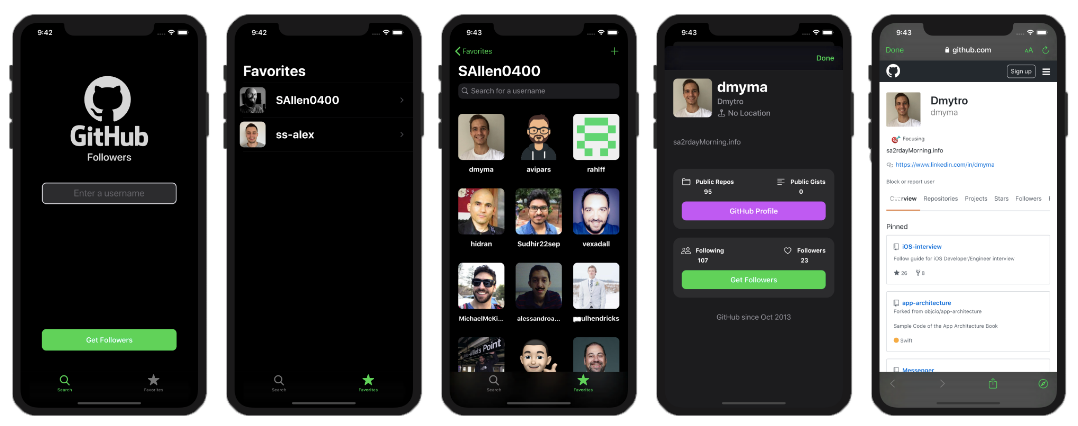 9:42
GitHub
Followers
Enter a username
Get Followers
Search
Favorites
9:42
Favorites
SAllen0400
ss-alex
Search
Favorites
9:43
Favorites
SAllen0400
Search for a username
dmyma
avipars
rahiff
hidran
Sudhir22sep
vexadall
MichaelMcKi...
alessandroa...
Search
Favorites
9:43
Done
dmyma
Dmytro
No Location
sa2rdayMorning.info
Public Repos
95
Public Gists
0
GitHub Profile
Following
107
Followers
23
Get Followers
GitHub since Oct 2013
9:43
Done
github.com
AA
Sign up
Dmytro
dmyma
Focusing
sa2rdayMorning.info
https://www.linkedin.com/in/dmyma
Block or report user
Repositories
Projects
Stars
Followers
Pinned
iOS-interview
Follow guide for iOS Developer/Engineer interview
26
8
app-architecture
Forked from objcio/app-architecture
Sample Code of the App Architecture Book
Swift
Messenger